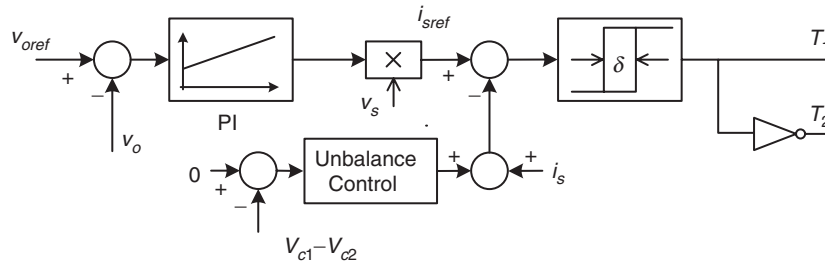 i_sref
v_oref
+
−
v_o
PI
×
v_s
+
−
δ
T1
T2
0
+
−
Unbalance
Control
+
+
i_s
V_c1−V_c2